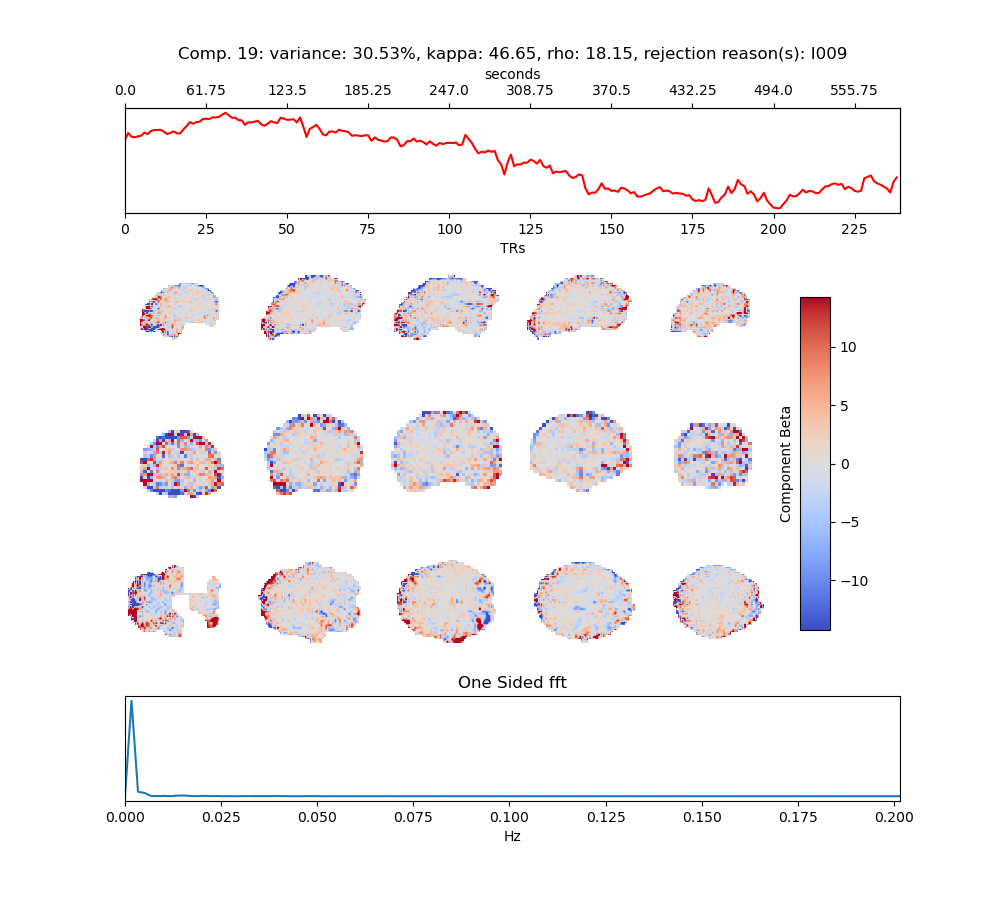 Comp. 19: variance: 30.53%, kappa: 46.65, rho: 18.15, rejection reason(s): I009
seconds
0.0 61.75 123.5 185.25 247.0 308.75 370.5 432.25 494.0 555.75
0 25 50 75 100 125 150 175 200 225
TRs
10
5
0
−5
−10
Component Beta
One Sided fft
0.000 0.025 0.050 0.075 0.100 0.125 0.150 0.175 0.200
Hz